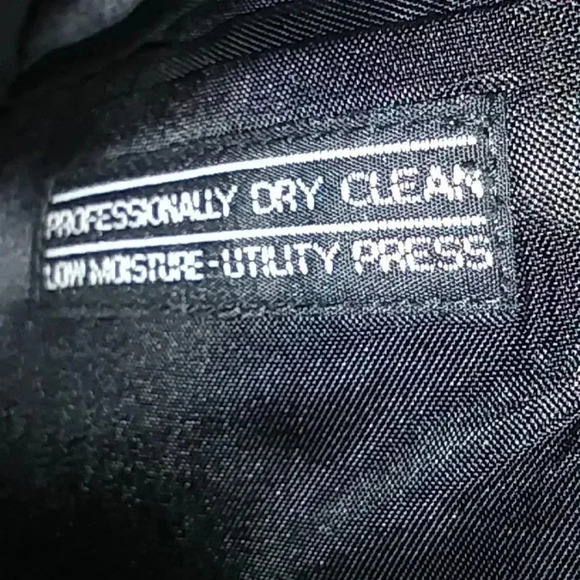 PROFESSIONALLY DRY CLEAN
LOW MOISTURE-UTILITY PRESS